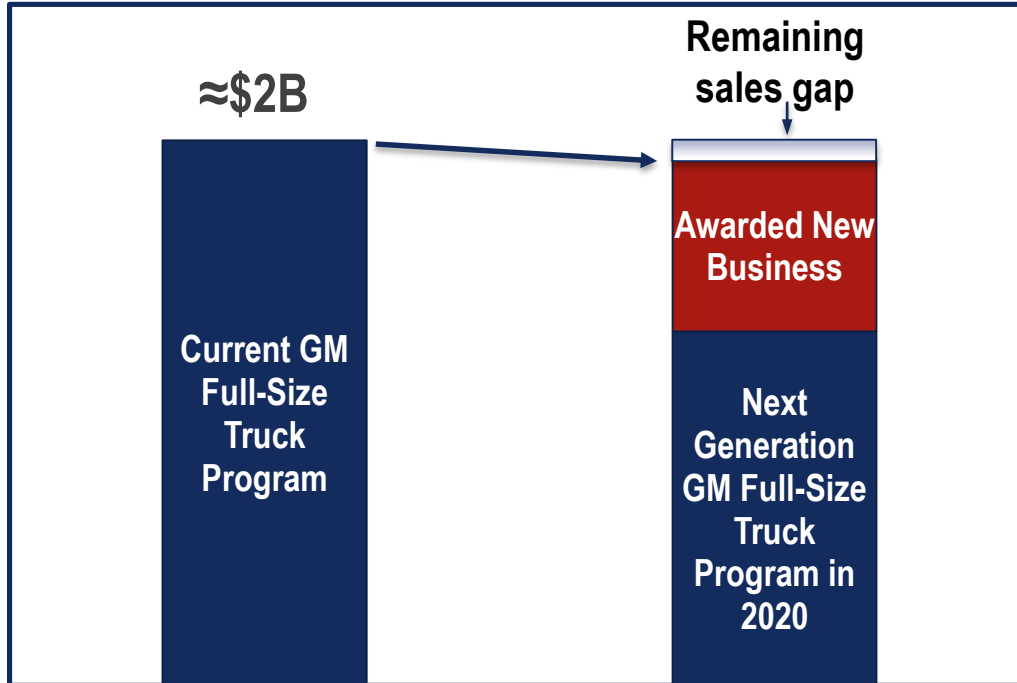 ≈$2B
Remaining
sales gap
Current GM
Full-Size
Truck
Program
Awarded New
Business
Next
Generation
GM Full-Size
Truck
Program in
2020